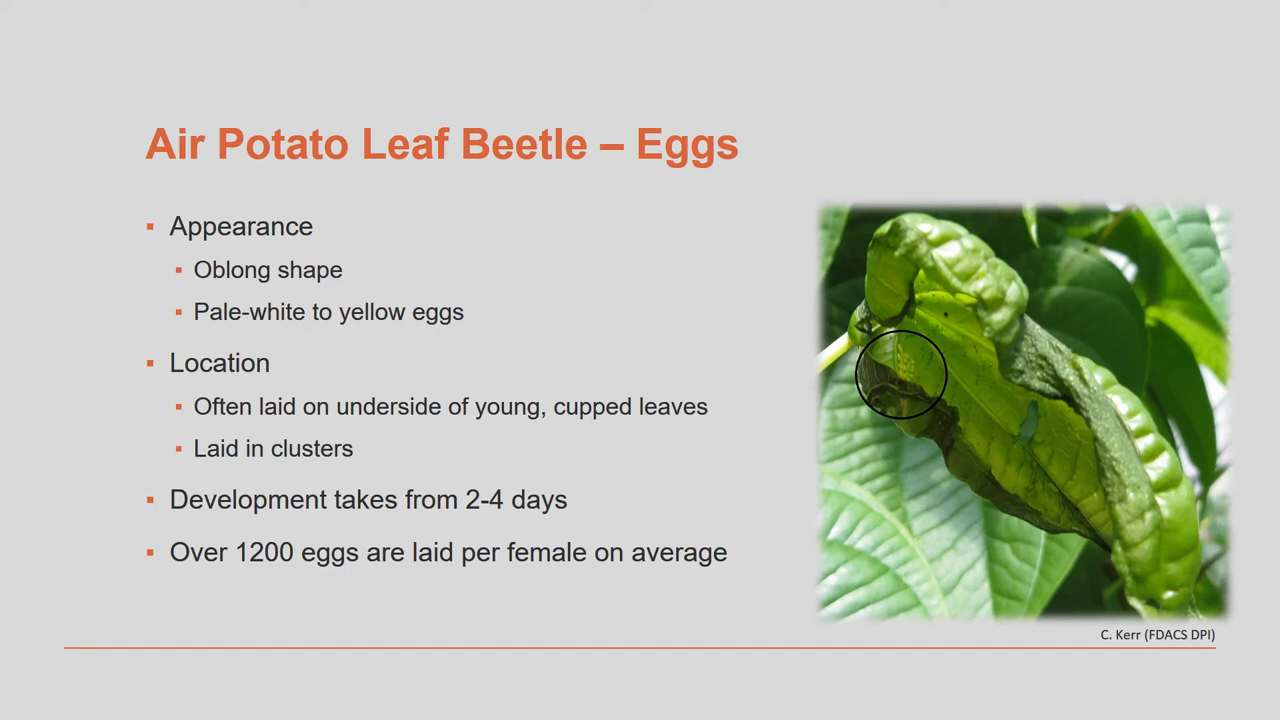 Air Potato Leaf Beetle – Eggs
Appearance
Oblong shape
Pale-white to yellow eggs
Location
Often laid on underside of young, cupped leaves
Laid in clusters
Development takes from 2-4 days
Over 1200 eggs are laid per female on average
C. Kerr (FDACS DPI)